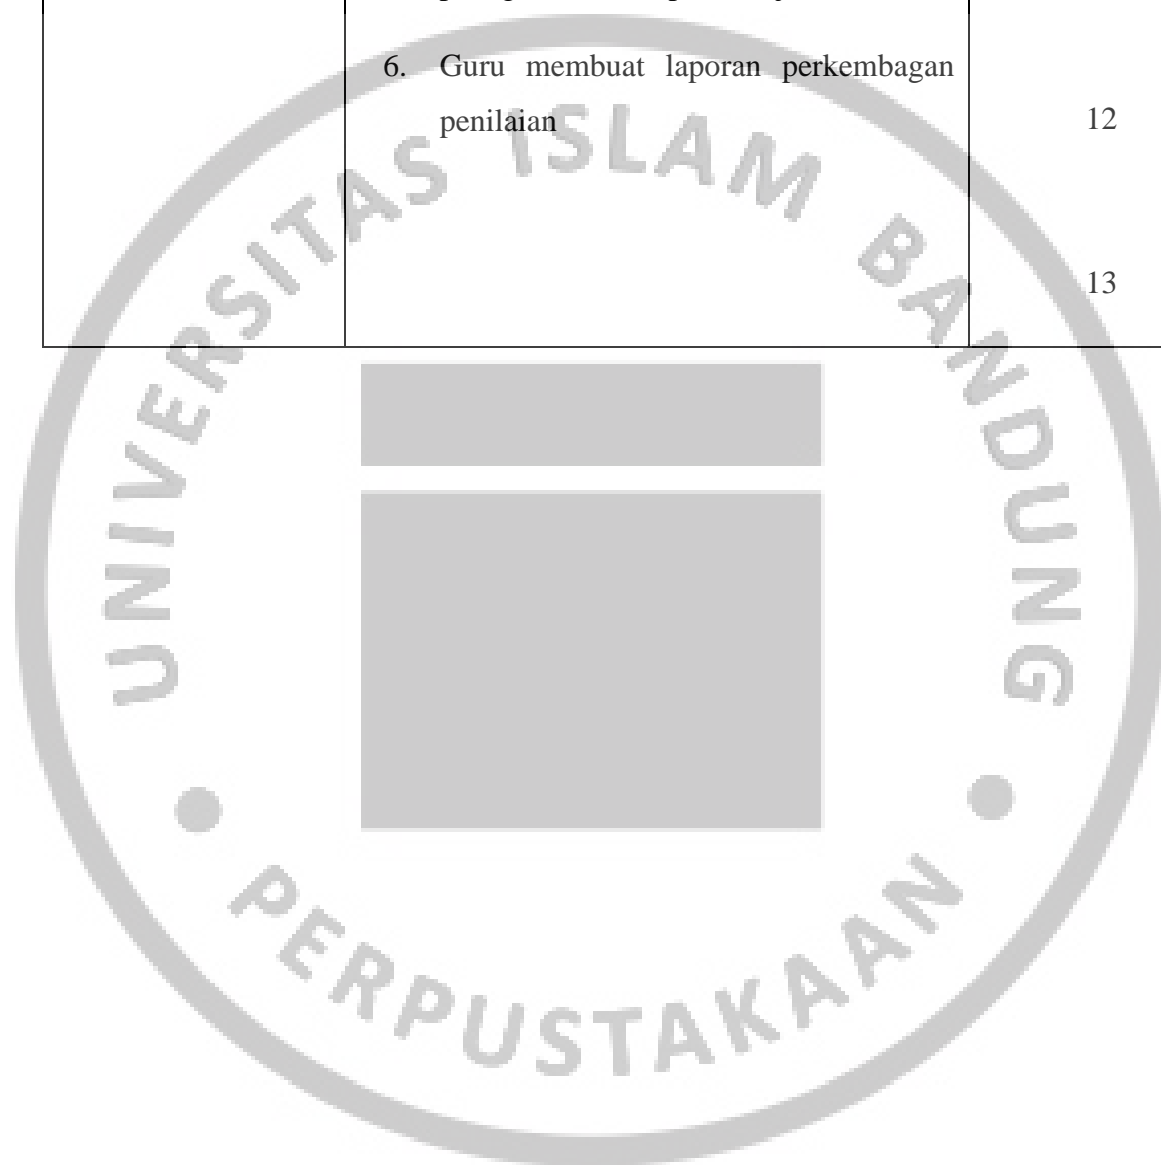 6. Guru membuat laporan perkembagan
penilaian
12
13
UNIVERSITAS ISLAM BANDUNG
• PERPUSTAKAAN •